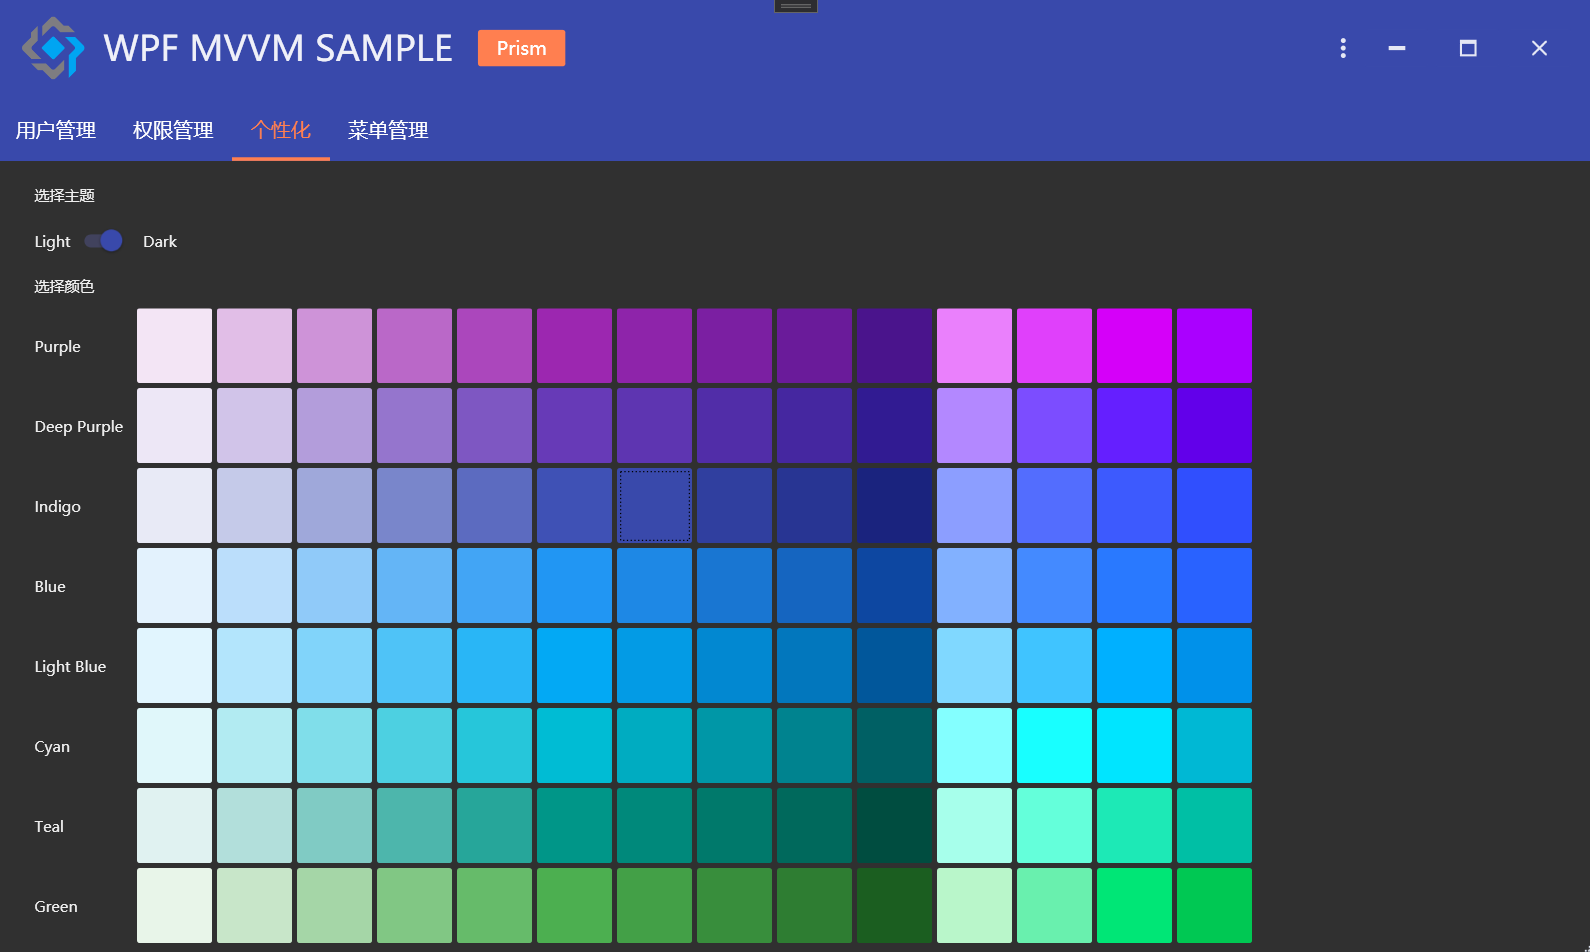 WPF MVVM SAMPLE Prism
用户管理 权限管理 个性化 菜单管理
选择主题
Light Dark
选择颜色
Purple
Deep Purple
Indigo
Blue
Light Blue
Cyan
Teal
Green